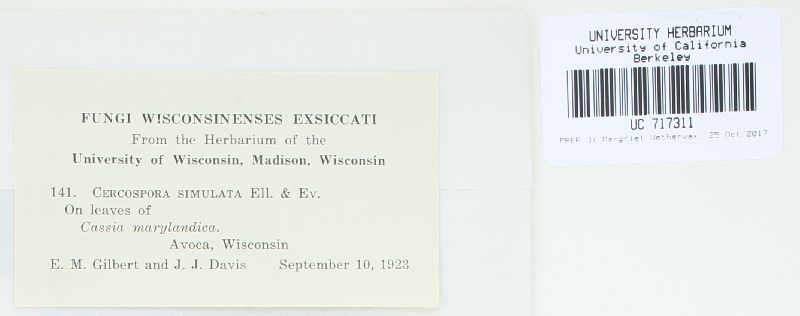 FUNGI WISCONSINENSES EXSICCATI
From the Herbarium of the
University of Wisconsin, Madison, Wisconsin
141. CERCOSPORA SIMULATA Ell. & Ev.
On leaves of
Cassia marylandica.
Avoca, Wisconsin
E. M. Gilbert and J. J. Davis September 10, 1923
UNIVERSITY HERBARIUM
University of California
Berkeley
UC 717311
PREP BY Margriet Wetherwax, 25 Oct 2017